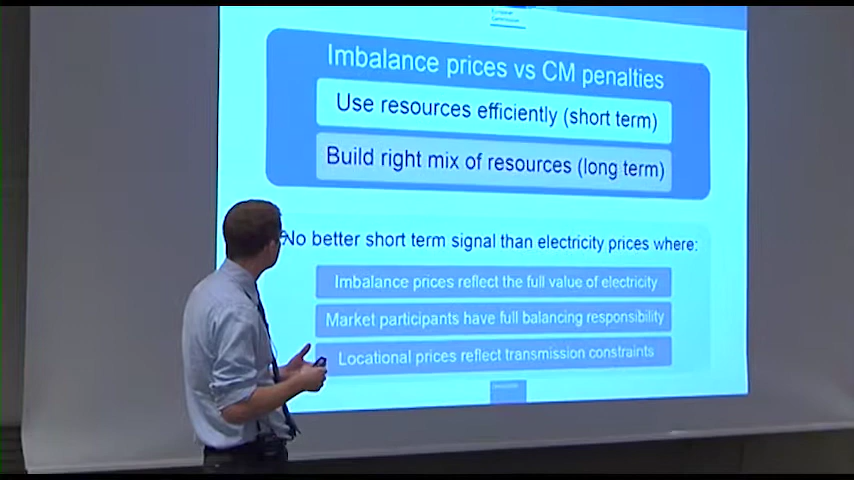 European
Commission
Imbalance prices vs CM penalties
Use resources efficiently (short term)
Build right mix of resources (long term)
No better short term signal than electricity prices where:
Imbalance prices reflect the full value of electricity
Market participants have full balancing responsibility
Locational prices reflect transmission constraints